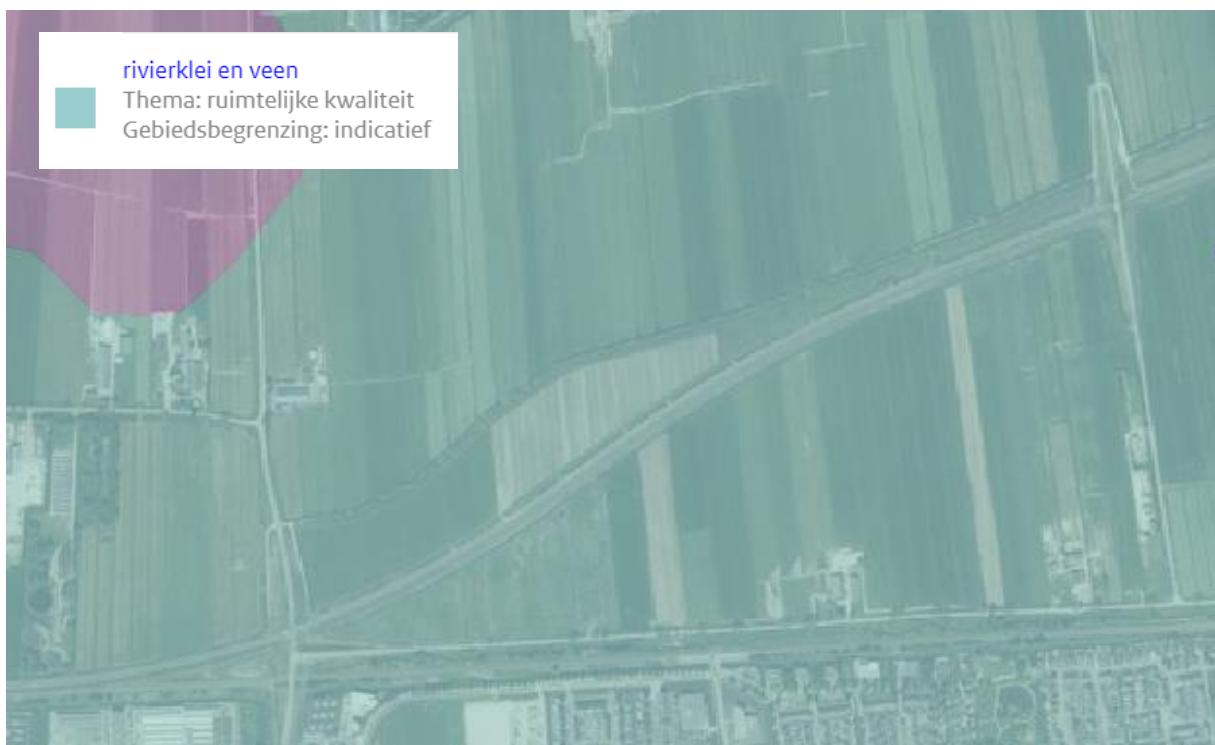 rivierklei en veen
Thema: ruimtelijke kwaliteit
Gebiedsbegrenzing: indicatief